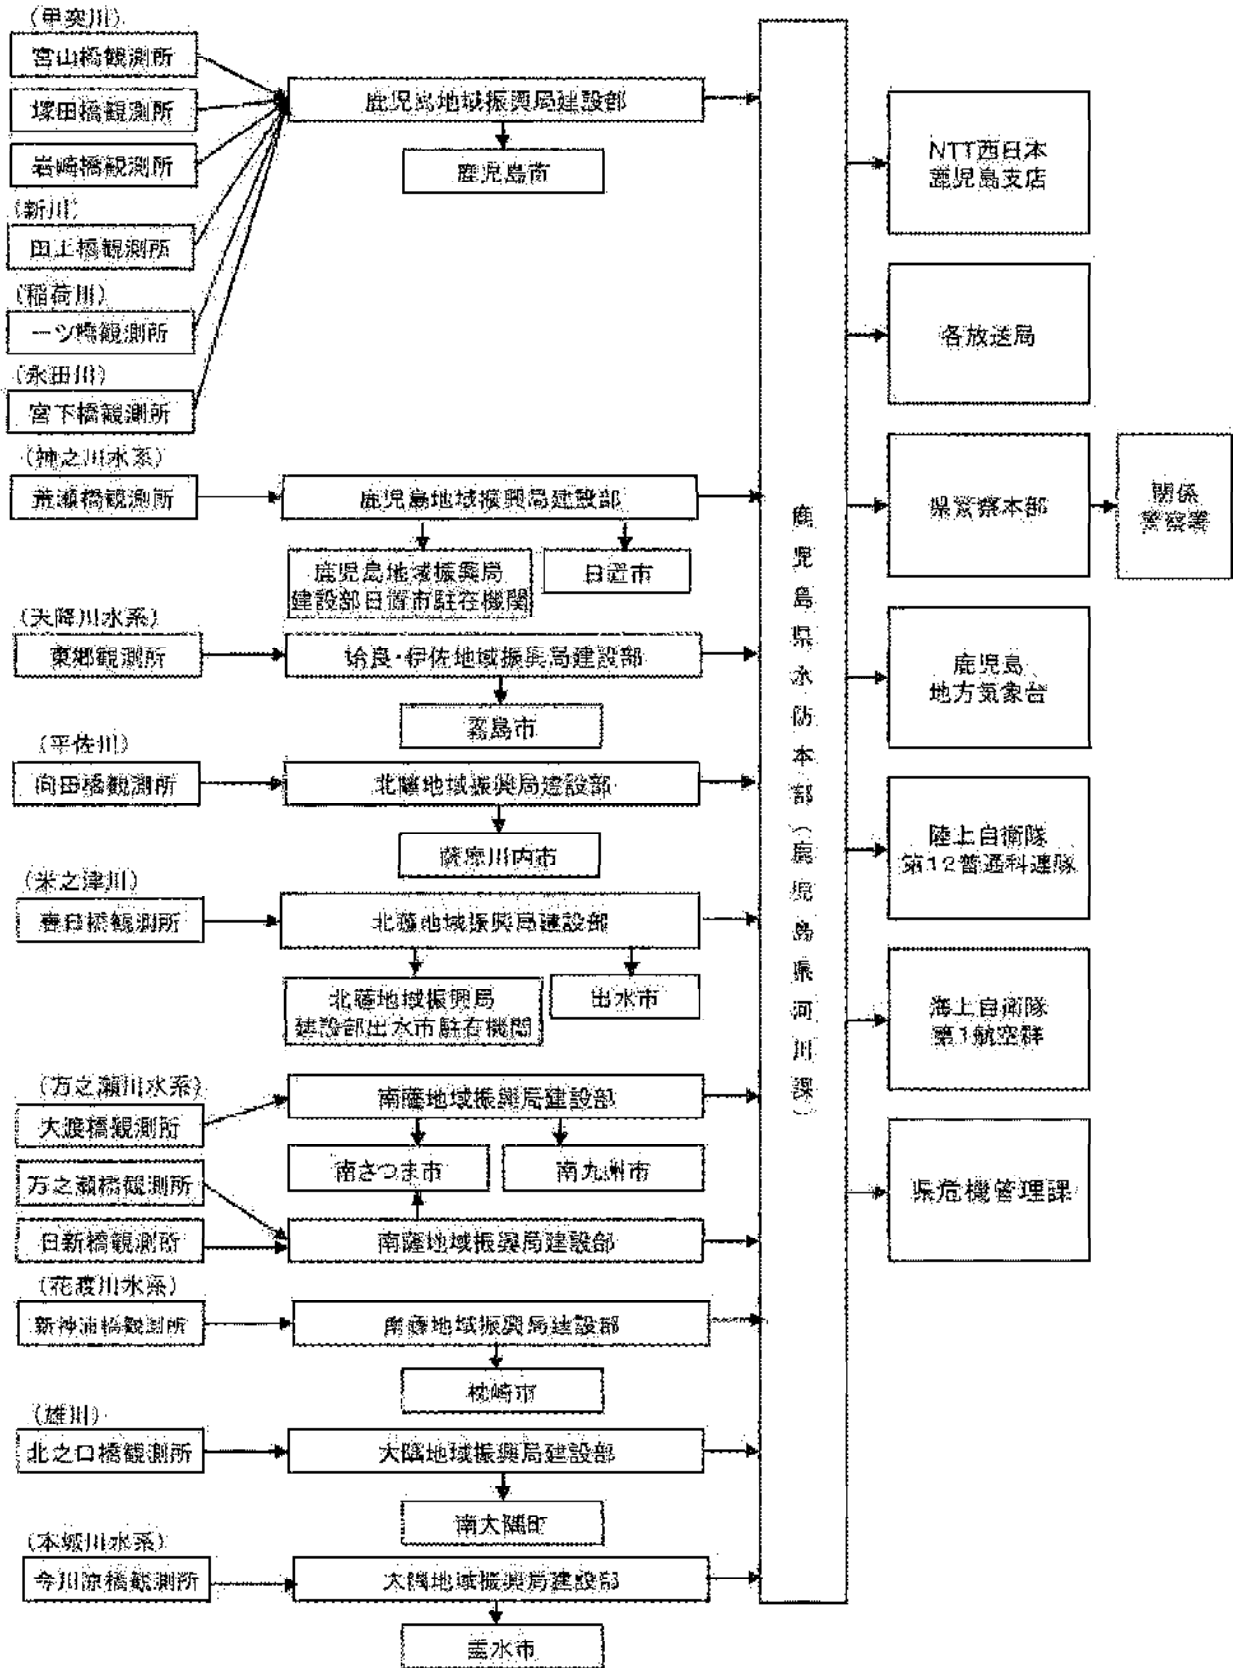 (甲突川)
宮山橋観測所
塚田橋観測所
岩崎橋観測所
(新川)
田上橋観測所
(稲荷川)
一ツ橋観測所
(永田川)
宮下橋観測所
(神之川水系)
荒瀬橋観測所
(天降川水系)
東郷観測所
(平佐川)
向田橋観測所
(米之津川)
春日橋観測所
(万之瀬川水系)
大渡橋観測所
万之瀬橋観測所
日新橋観測所
(花渡川水系)
新神浦橋観測所
(雄川)
北之口橋観測所
(本城川水系)
今川原橋観測所
鹿児島地域振興局建設部
鹿児島市
鹿児島地域振興局建設部
鹿児島地域振興局
建設部日置市駐在機関
日置市
姶良・伊佐地域振興局建設部
霧島市
北薩地域振興局建設部
薩摩川内市
北薩地域振興局建設部
北薩地域振興局
建設部出水市駐在機関
出水市
南薩地域振興局建設部
南さつま市
南九州市
南薩地域振興局建設部
南薩地域振興局建設部
枕崎市
大隅地域振興局建設部
南大隅町
大隅地域振興局建設部
垂水市
鹿児島県水防本部(鹿児島県河川課)
NTT西日本
鹿児島支店
各放送局
県警察本部
関係
警察署
鹿児島
地方気象台
陸上自衛隊
第12普通科連隊
海上自衛隊
第1航空群
県危機管理課